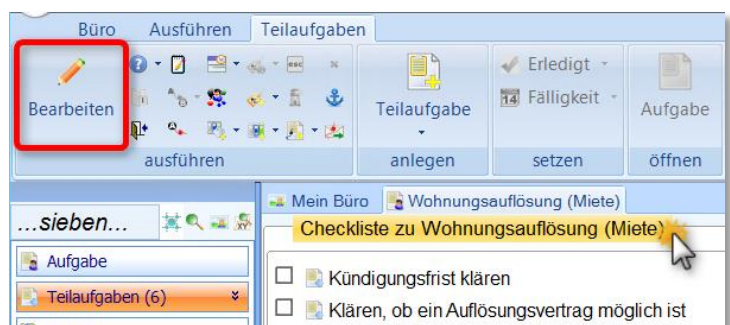 Büro Ausführen Teilaufgaben
Bearbeiten
ausführen
Teilaufgabe
anlegen
Erledigt
14 Fälligkeit
setzen
Aufgabe
öffnen
...sieben...
Aufgabe
Teilaufgaben (6)
Mein Büro Wohnungsauflösung (Miete)
Checkliste zu Wohnungsauflösung (Miete)
Kündigungsfrist klären
Klären, ob ein Auflösungsvertrag möglich ist